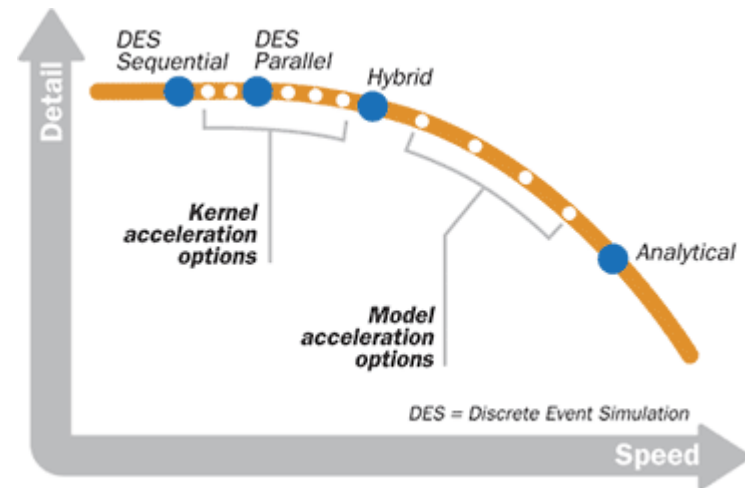 DES
Sequential
DES
Parallel
Hybrid
Detail
Kernel
acceleration
options
Analytical
Model
acceleration
options
DES = Discrete Event Simulation
Speed